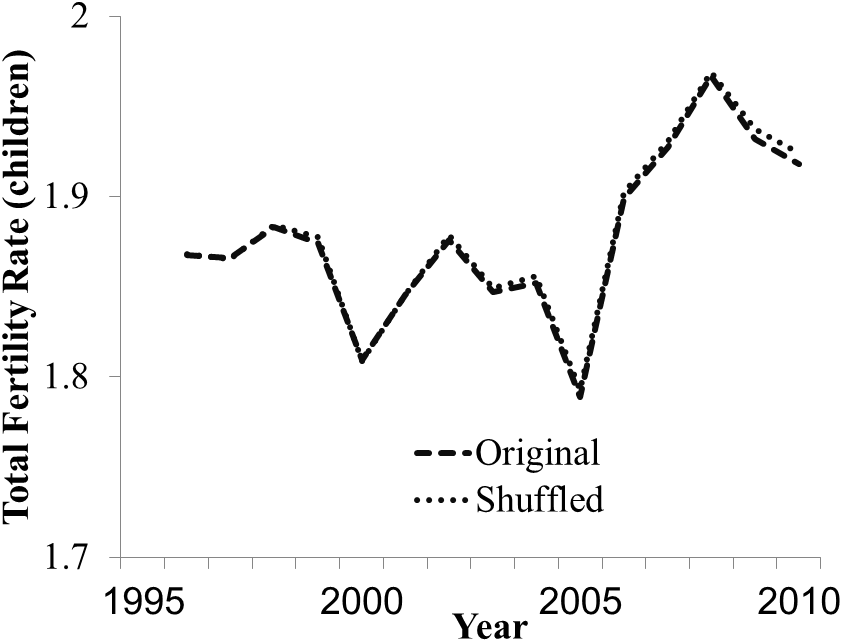 Total Fertility Rate (children)
2
1.9
1.8
1.7
Original
Shuffled
1995 2000 2005 2010
Year